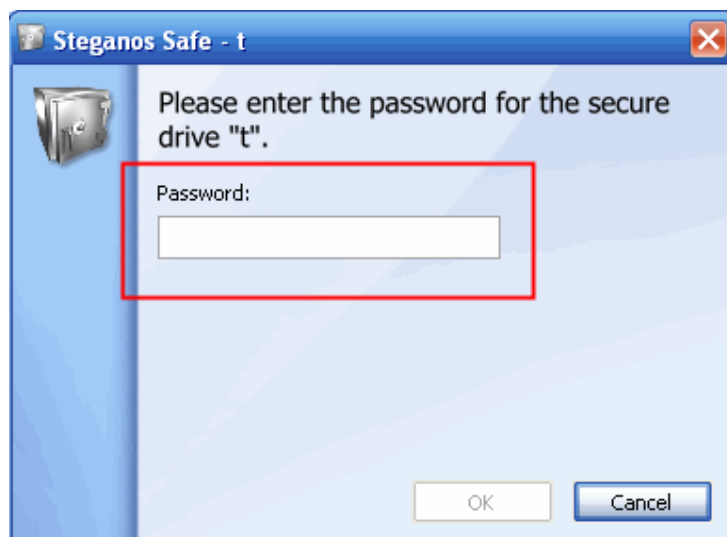 Steganos Safe - t
Please enter the password for the secure
drive "t".
Password:
OK
Cancel